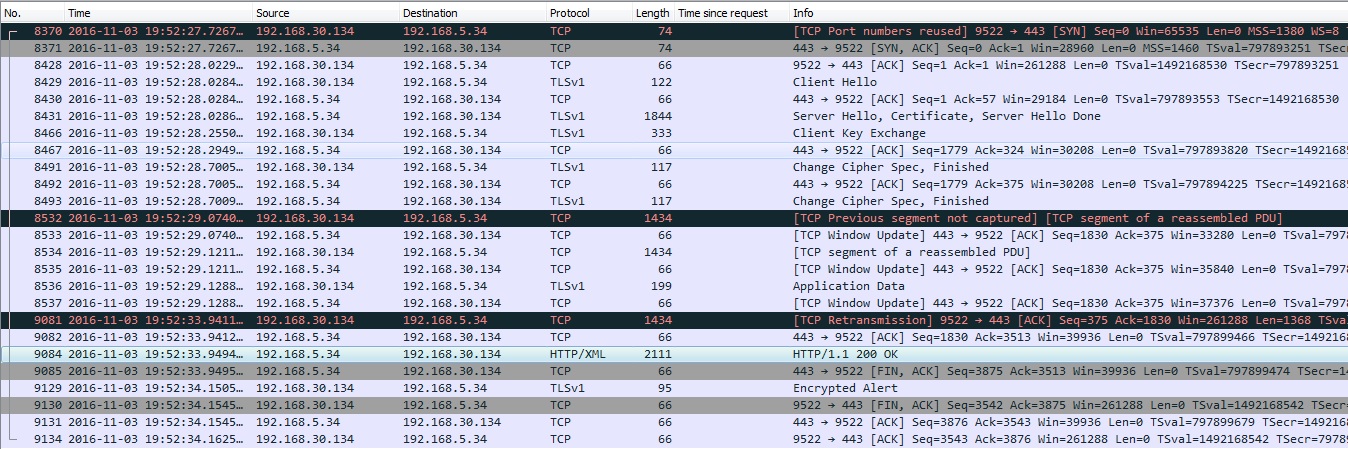 No. Time Source Destination Protocol Length Time since request Info
8370 2016-11-03 19:52:27.7267… 192.168.30.134 192.168.5.34 TCP 74 [TCP Port numbers reused] 9522 → 443 [SYN] Seq=0 Win=65535 Len=0 MSS=1380 WS=8
8371 2016-11-03 19:52:27.7267… 192.168.5.34 192.168.30.134 TCP 74 443 → 9522 [SYN, ACK] Seq=0 Ack=1 Win=28960 Len=0 MSS=1460 TSval=797893251 TSec
8428 2016-11-03 19:52:28.0229… 192.168.30.134 192.168.5.34 TCP 66 9522 → 443 [ACK] Seq=1 Ack=1 Win=261288 Len=0 TSval=1492168530 TSecr=797893251
8429 2016-11-03 19:52:28.0284… 192.168.30.134 192.168.5.34 TLSv1 122 Client Hello
8430 2016-11-03 19:52:28.0284… 192.168.5.34 192.168.30.134 TCP 66 443 → 9522 [ACK] Seq=1 Ack=57 Win=29184 Len=0 TSval=797893553 TSecr=1492168530
8431 2016-11-03 19:52:28.0286… 192.168.5.34 192.168.30.134 TLSv1 1844 Server Hello, Certificate, Server Hello Done
8466 2016-11-03 19:52:28.2550… 192.168.30.134 192.168.5.34 TLSv1 333 Client Key Exchange
8467 2016-11-03 19:52:28.2949… 192.168.5.34 192.168.30.134 TCP 66 443 → 9522 [ACK] Seq=1779 Ack=324 Win=30208 Len=0 TSval=797893820 TSecr=1492168
8491 2016-11-03 19:52:28.7005… 192.168.30.134 192.168.5.34 TLSv1 117 Change Cipher Spec, Finished
8492 2016-11-03 19:52:28.7005… 192.168.5.34 192.168.30.134 TCP 66 443 → 9522 [ACK] Seq=1779 Ack=375 Win=30208 Len=0 TSval=797894225 TSecr=1492168
8493 2016-11-03 19:52:28.7009… 192.168.5.34 192.168.30.134 TLSv1 117 Change Cipher Spec, Finished
8532 2016-11-03 19:52:29.0740… 192.168.30.134 192.168.5.34 TCP 1434 [TCP Previous segment not captured] [TCP segment of a reassembled PDU]
8533 2016-11-03 19:52:29.0740… 192.168.5.34 192.168.30.134 TCP 66 [TCP Window Update] 443 → 9522 [ACK] Seq=1830 Ack=375 Win=33280 Len=0 TSval=797
8534 2016-11-03 19:52:29.1211… 192.168.30.134 192.168.5.34 TCP 1434 [TCP segment of a reassembled PDU]
8535 2016-11-03 19:52:29.1211… 192.168.5.34 192.168.30.134 TCP 66 [TCP Window Update] 443 → 9522 [ACK] Seq=1830 Ack=375 Win=35840 Len=0 TSval=797
8536 2016-11-03 19:52:29.1288… 192.168.30.134 192.168.5.34 TLSv1 199 Application Data
8537 2016-11-03 19:52:29.1288… 192.168.5.34 192.168.30.134 TCP 66 [TCP Window Update] 443 → 9522 [ACK] Seq=1830 Ack=375 Win=37376 Len=0 TSval=797
9081 2016-11-03 19:52:33.9411… 192.168.30.134 192.168.5.34 TCP 1434 [TCP Retransmission] 9522 → 443 [ACK] Seq=375 Ack=1830 Win=261288 Len=1368 TSva
9082 2016-11-03 19:52:33.9412… 192.168.5.34 192.168.30.134 TCP 66 443 → 9522 [ACK] Seq=1830 Ack=3513 Win=39936 Len=0 TSval=797899466 TSecr=149216
9084 2016-11-03 19:52:33.9494… 192.168.5.34 192.168.30.134 HTTP/XML 2111 HTTP/1.1 200 OK
9085 2016-11-03 19:52:33.9495… 192.168.5.34 192.168.30.134 TCP 66 443 → 9522 [FIN, ACK] Seq=3875 Ack=3513 Win=39936 Len=0 TSval=797899474 TSecr=14
9129 2016-11-03 19:52:34.1505… 192.168.30.134 192.168.5.34 TLSv1 95 Encrypted Alert
9130 2016-11-03 19:52:34.1545… 192.168.30.134 192.168.5.34 TCP 66 9522 → 443 [FIN, ACK] Seq=3542 Ack=3875 Win=261288 Len=0 TSval=1492168542 TSecr=
9131 2016-11-03 19:52:34.1545… 192.168.5.34 192.168.30.134 TCP 66 443 → 9522 [ACK] Seq=3876 Ack=3543 Win=39936 Len=0 TSval=797899679 TSecr=149216
9134 2016-11-03 19:52:34.1625… 192.168.30.134 192.168.5.34 TCP 66 9522 → 443 [ACK] Seq=3543 Ack=3876 Win=261288 Len=0 TSval=1492168542 TSecr=7978